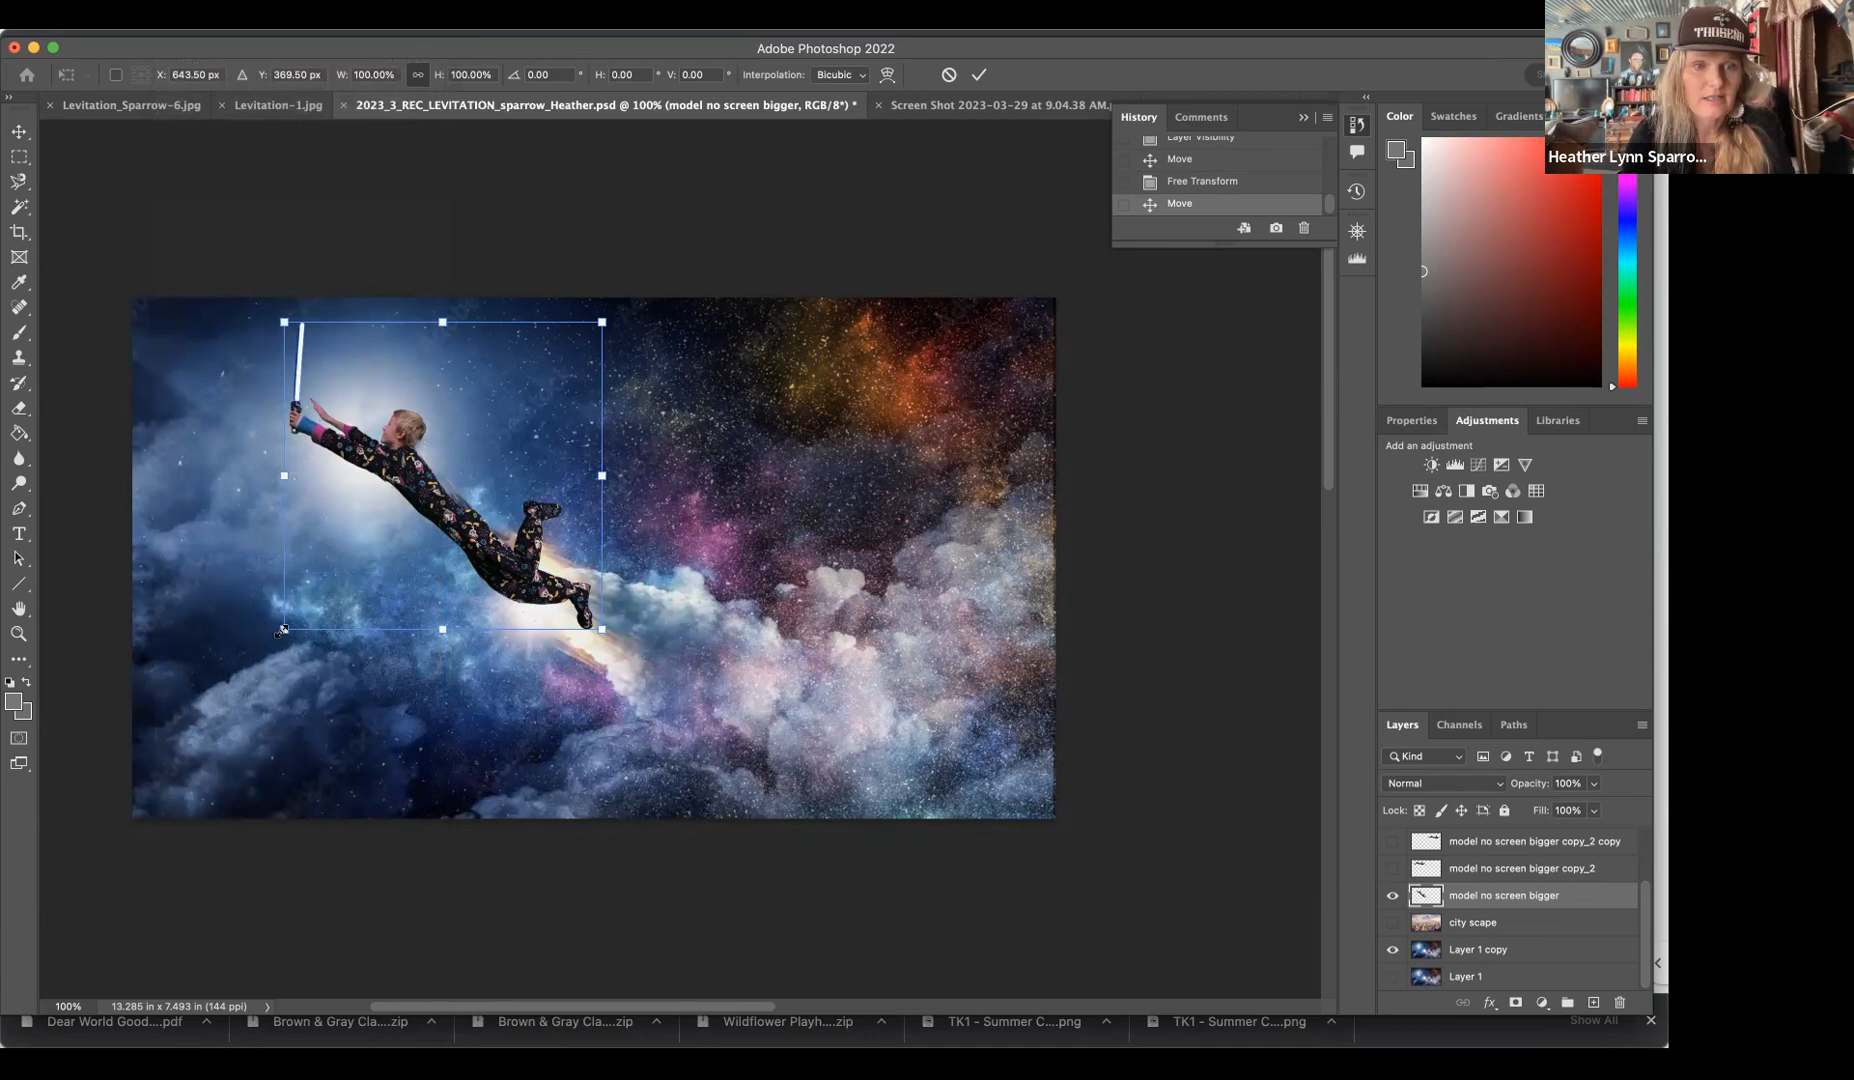 TAOSEÑA
Heather Lynn Sparro...
Adobe Photoshop 2022
X: 643.50 px Y: 369.50 px W: 100.00% H: 100.00% 0.00 ° H: 0.00 ° V: 0.00 ° Interpolation: Bicubic
Levitation_Sparrow-6.jpg
Levitation-1.jpg
2023_3_REC_LEVITATION_sparrow_Heather.psd @ 100% (model no screen bigger, RGB/8*) *
Screen Shot 2023-03-29 at 9.04.38 AM.
History Comments
Layer Visibility
Move
Free Transform
Move
Color Swatches Gradients
Properties Adjustments Libraries
Add an adjustment
Layers Channels Paths
Kind
Normal Opacity: 100%
Lock: Fill: 100%
model no screen bigger copy_2 copy
model no screen bigger copy_2
model no screen bigger
city scape
Layer 1 copy
Layer 1
fx
100% 13.285 in x 7.493 in (144 ppi)
Dear World Good....pdf Brown & Gray Cla....zip Brown & Gray Cla....zip Wildflower Playh....zip TK1 - Summer C....png TK1 - Summer C....png Show All